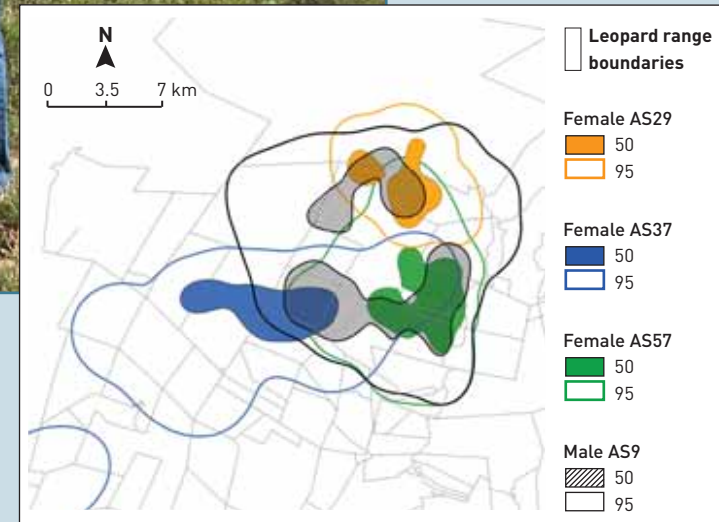 N
0 3.5 7 km
Leopard range
boundaries
Female AS29
50
95
Female AS37
50
95
Female AS57
50
95
Male AS9
50
95